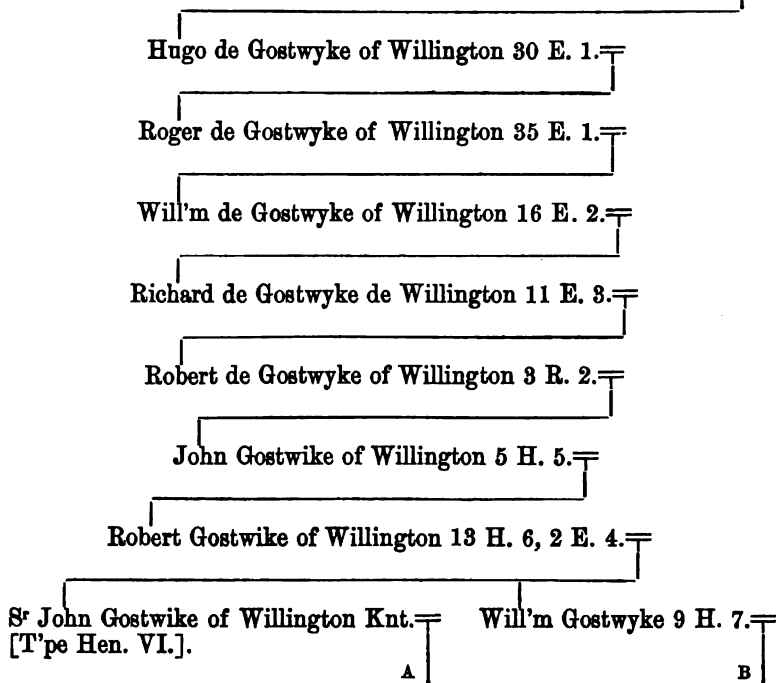 Hugo de Gostwyke of Willington 30 E. 1.
Roger de Gostwyke of Willington 35 E. 1.
Will'm de Gostwyke of Willington 16 E. 2.
Richard de Gostwyke de Willington 11 E. 3.
Robert de Gostwyke of Willington 3 R. 2.
John Gostwike of Willington 5 H. 5.
Robert Gostwike of Willington 13 H. 6, 2 E. 4.
Sr John Gostwike of Willington Knt. Will'm Gostwyke 9 H. 7.
[T'pe Hen. VI.].
A B